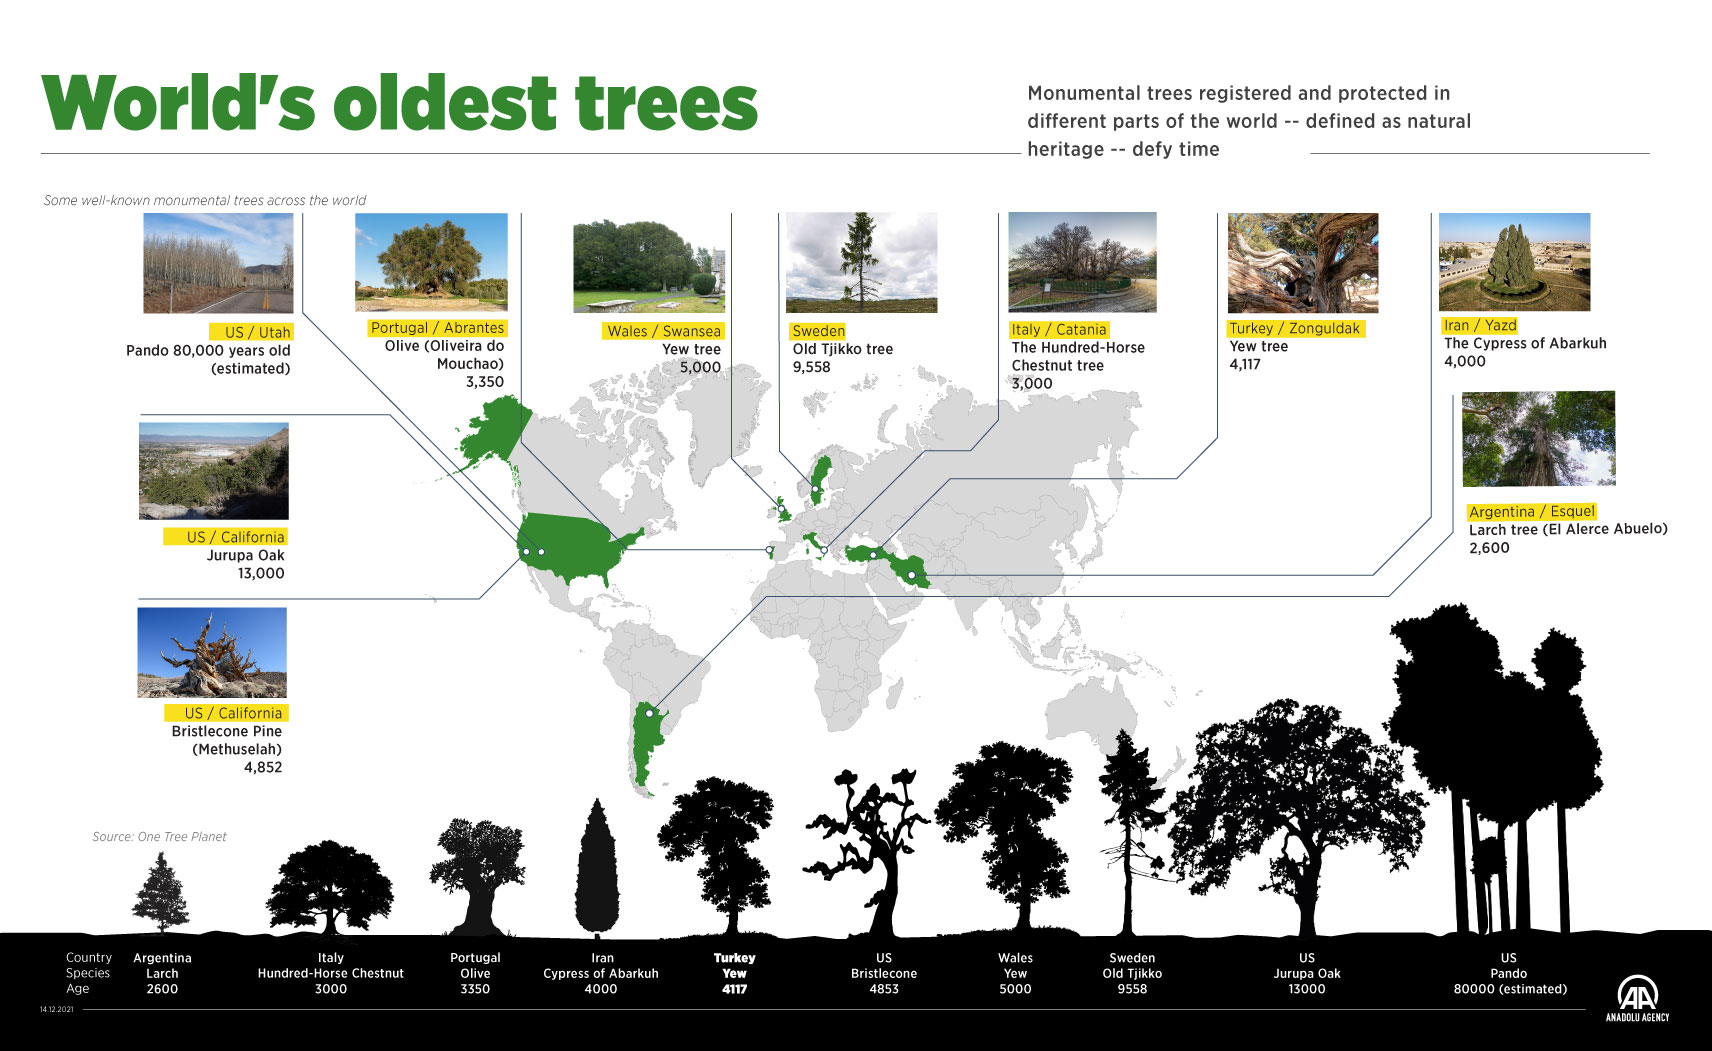 World's oldest trees
Monumental trees registered and protected in
different parts of the world -- defined as natural
heritage -- defy time
Some well-known monumental trees across the world
US / Utah
Pando 80,000 years old
(estimated)
Portugal / Abrantes
Olive (Oliveira do
Mouchao)
3,350
Wales / Swansea
Yew tree
5,000
Sweden
Old Tjikko tree
9,558
Italy / Catania
The Hundred-Horse
Chestnut tree
3,000
Turkey / Zonguldak
Yew tree
4,117
Iran / Yazd
The Cypress of Abarkuh
4,000
US / California
Jurupa Oak
13,000
Argentina / Esquel
Larch tree (El Alerce Abuelo)
2,600
US / California
Bristlecone Pine
(Methuselah)
4,852
Source: One Tree Planet
Country Argentina Italy Portugal Iran Turkey US Wales Sweden US US
Species Larch Hundred-Horse Chestnut Olive Cypress of Abarkuh Yew Bristlecone Yew Old Tjikko Jurupa Oak Pando
Age 2600 3000 3350 4000 4117 4853 5000 9558 13000 80000 (estimated)
14.12.2021
AA
ANADOLU AGENCY